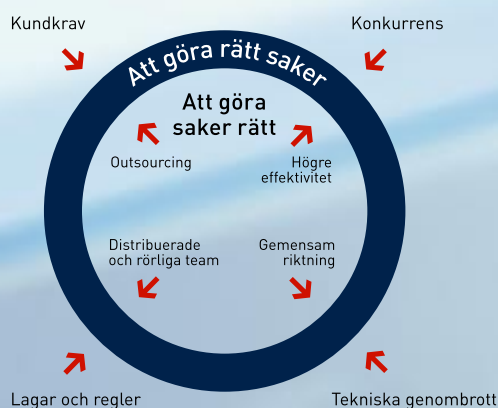 Kundkrav
Konkurrens
Att göra rätt saker
Att göra
saker rätt
Outsourcing
Högre
effektivitet
Distribuerade
och rörliga team
Gemensam
riktning
Lagar och regler
Tekniska genombrott